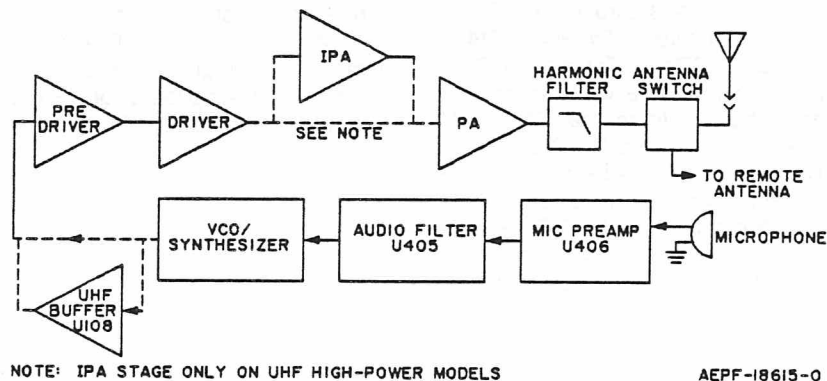 IPA
HARMONIC
FILTER
ANTENNA
SWITCH
PRE
DRIVER
DRIVER
SEE NOTE
PA
TO REMOTE
ANTENNA
VCO/
SYNTHESIZER
AUDIO FILTER
U405
MIC PREAMP
U406
MICROPHONE
UHF
BUFFER
U108
NOTE: IPA STAGE ONLY ON UHF HIGH-POWER MODELS
AEPF-18615-O